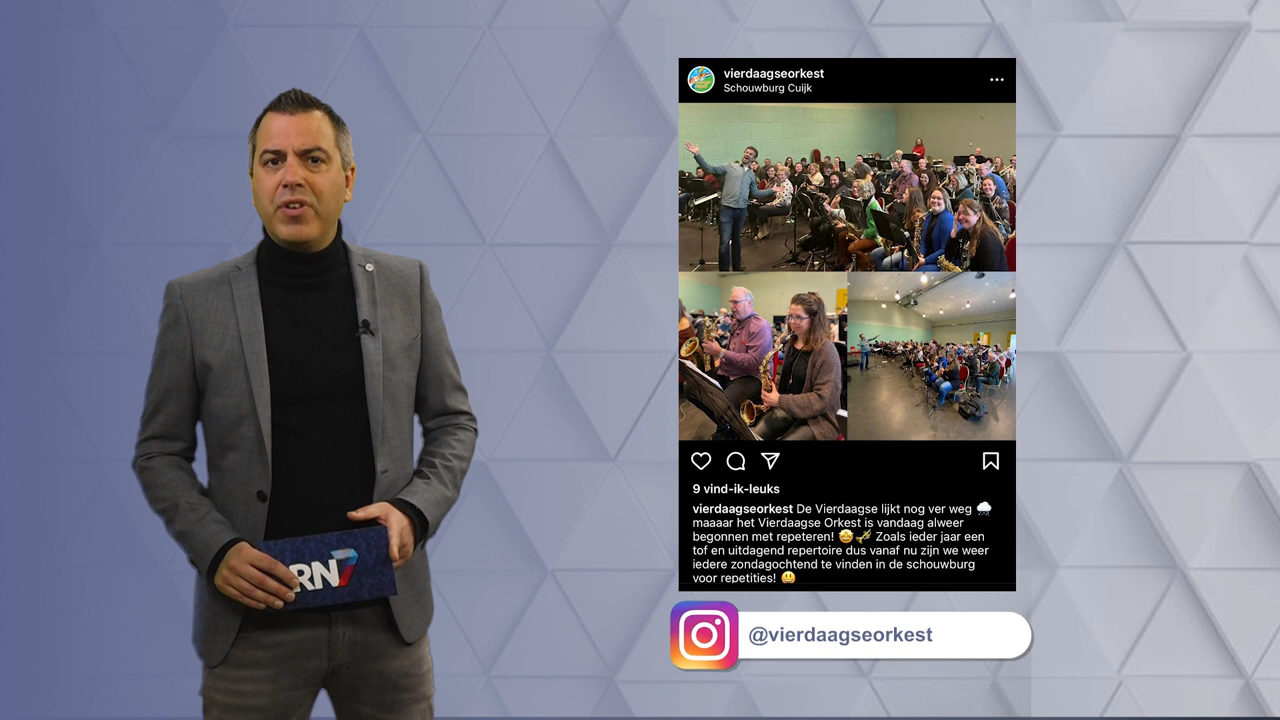 vierdaagseorkest
Schouwburg Cuijk
9 vind-ik-leuks
vierdaagseorkest De Vierdaagse lijkt nog ver weg 🌧️
maaaar het Vierdaagse Orkest is vandaag alweer
begonnen met repeteren! 🤩🎺 Zoals ieder jaar een
tof en uitdagend repertoire dus vanaf nu zijn we weer
iedere zondagochtend te vinden in de schouwburg
voor repetities! 😃
@vierdaagseorkest
RN7